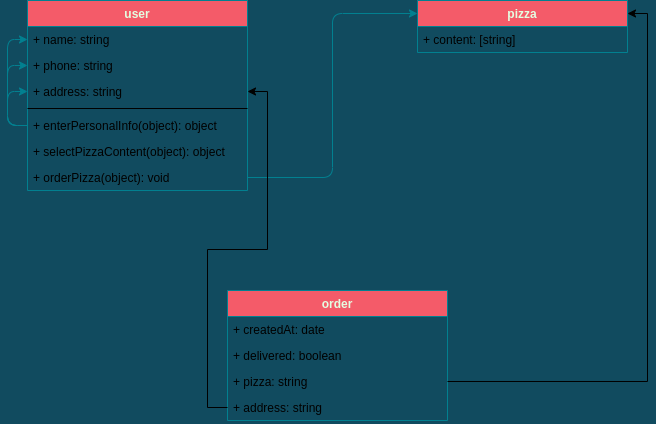 user
+ name: string
+ phone: string
+ address: string
+ enterPersonalInfo(object): object
+ selectPizzaContent(object): object
+ orderPizza(object): void
pizza
+ content: [string]
order
+ createdAt: date
+ delivered: boolean
+ pizza: string
+ address: string